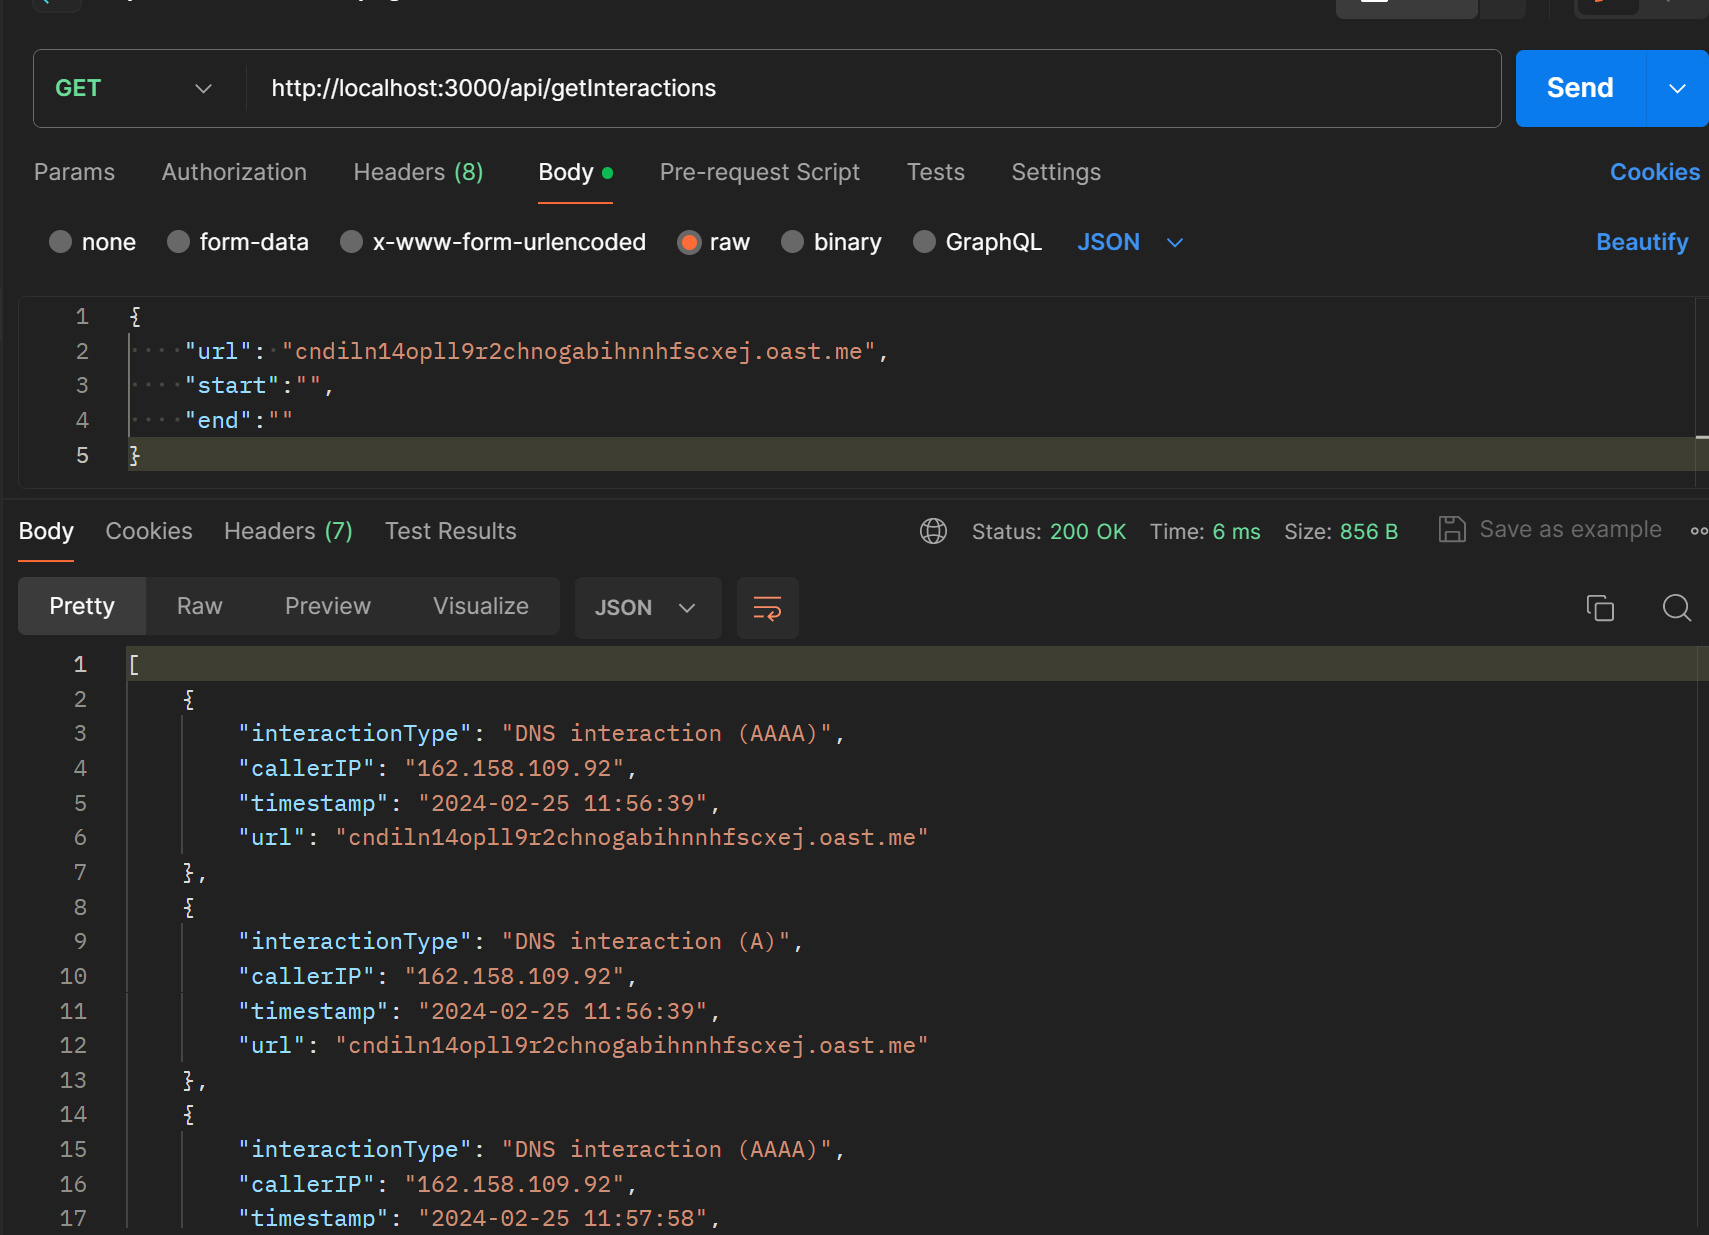 GET http://localhost:3000/api/getInteractions Send
Params Authorization Headers (8) Body Pre-request Script Tests Settings Cookies
none form-data x-www-form-urlencoded raw binary GraphQL JSON Beautify
1 {
2 "url": "cndiln14opll9r2chnogabihnnhfscxej.oast.me",
3 "start":"",
4 "end":""
5 }
Body Cookies Headers (7) Test Results Status: 200 OK Time: 6 ms Size: 856 B Save as example
Pretty Raw Preview Visualize JSON
1 [
2 {
3 "interactionType": "DNS interaction (AAAA)",
4 "callerIP": "162.158.109.92",
5 "timestamp": "2024-02-25 11:56:39",
6 "url": "cndiln14opll9r2chnogabihnnhfscxej.oast.me"
7 },
8 {
9 "interactionType": "DNS interaction (A)",
10 "callerIP": "162.158.109.92",
11 "timestamp": "2024-02-25 11:56:39",
12 "url": "cndiln14opll9r2chnogabihnnhfscxej.oast.me"
13 },
14 {
15 "interactionType": "DNS interaction (AAAA)",
16 "callerIP": "162.158.109.92",
17 "timestamp": "2024-02-25 11:57:58",